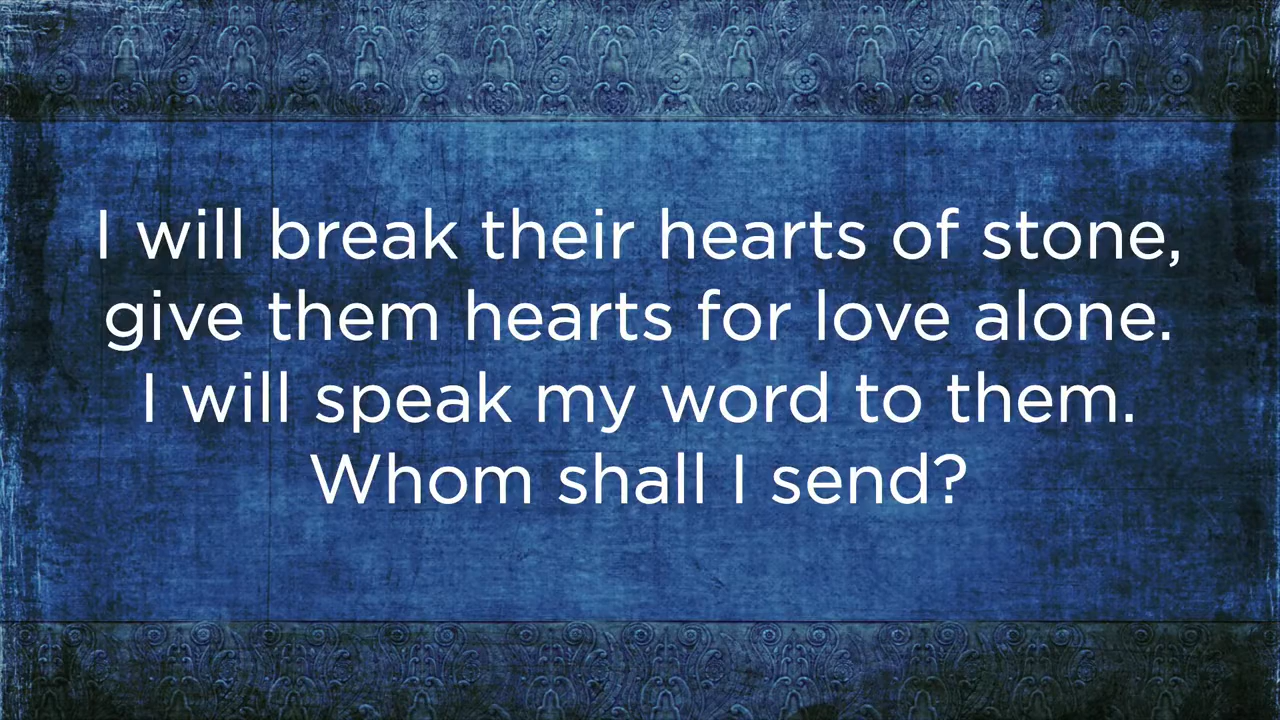 I will break their hearts of stone,
give them hearts for love alone.
I will speak my word to them.
Whom shall I send?